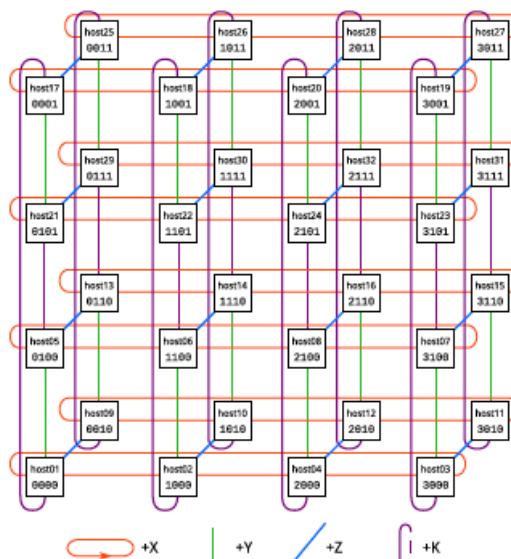 host25
0011
host26
1011
host28
2011
host27
3011
host17
0001
host18
1001
host20
2001
host19
3001
host29
0111
host30
1111
host32
2111
host31
3111
host21
0101
host22
1101
host24
2101
host23
3101
host13
0110
host14
1110
host16
2110
host15
3110
host05
0100
host06
1100
host08
2100
host07
3100
host09
0010
host10
1010
host12
2010
host11
3010
host01
0000
host02
1000
host04
2000
host03
3000
+X +Y +Z +K